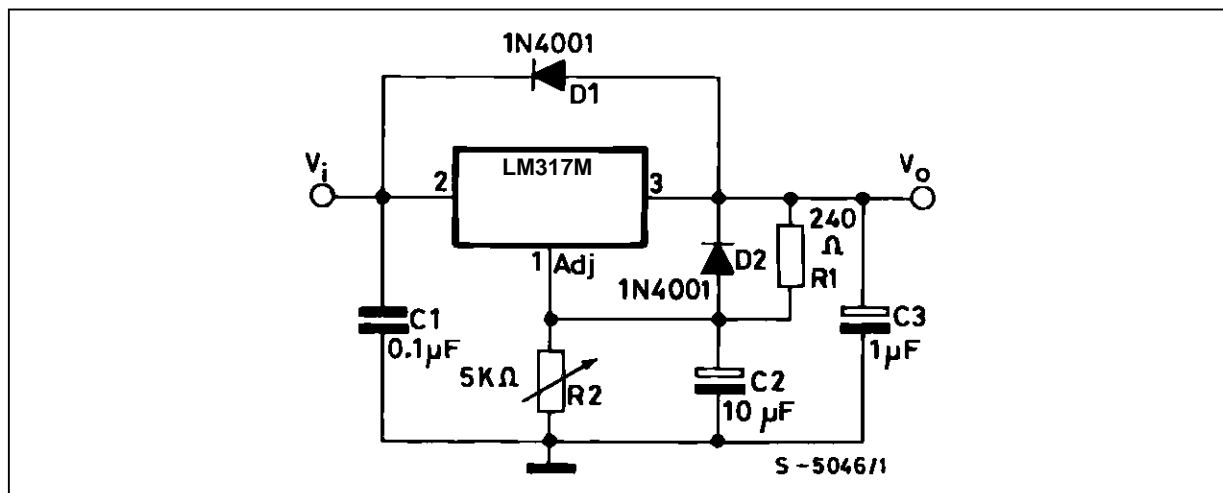 1N4001
D1
LM317M
Vi
2
3
Vo
1 Adj
240
Ω
R1
D2
1N4001
C1
0.1µF
C3
1µF
5KΩ
R2
C2
10 µF
S-5046/1